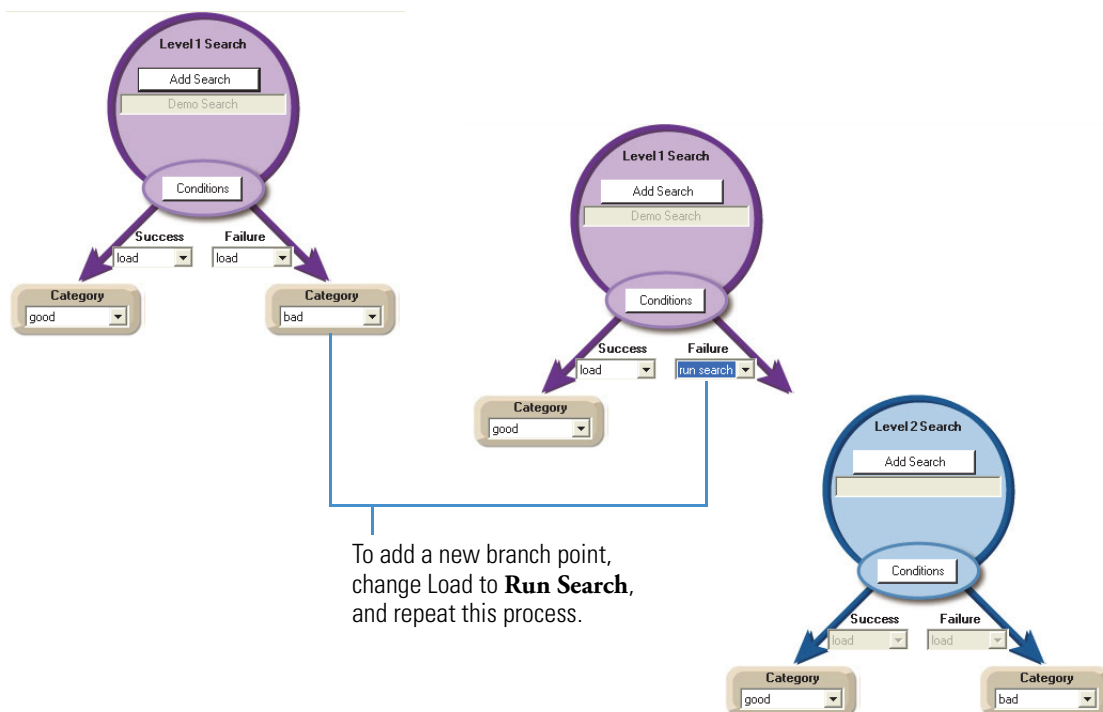 Level 1 Search
Add Search
Demo Search
Conditions
Success Failure
load load
Category
good
Category
bad
Level 1 Search
Add Search
Demo Search
Conditions
Success Failure
load run search
Category
good
Level 2 Search
Add Search
Conditions
Success Failure
load load
Category
good
Category
bad
To add a new branch point,
change Load to Run Search,
and repeat this process.